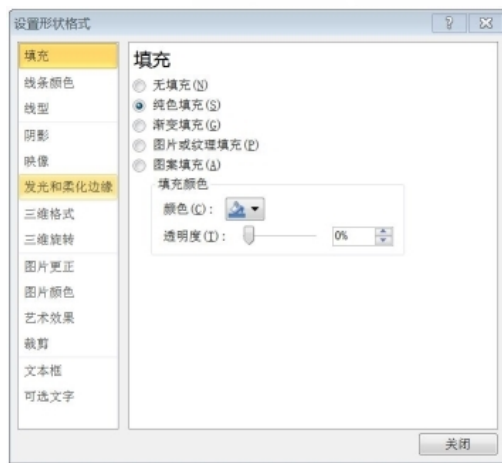 设置形状格式
填充
线条颜色
线型
阴影
映像
发光和柔化边缘
三维格式
三维旋转
图片更正
图片颜色
艺术效果
裁剪
文本框
可选文字
填充
无填充(N)
纯色填充(S)
渐变填充(G)
图片或纹理填充(P)
图案填充(A)
填充颜色
颜色(C):
透明度(T): 0%
关闭